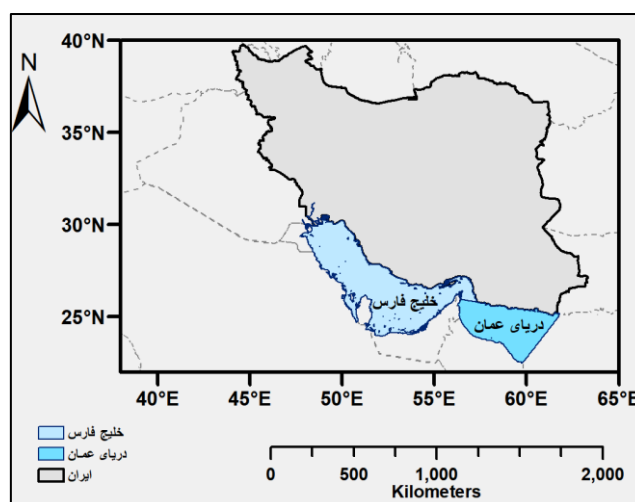 40°N
N
35°N
30°N
25°N
خلیج فارس
دریای عمان
40°E 45°E 50°E 55°E 60°E 65°E
خلیج فارس
دریای عمان
ایران
0 500 1,000 2,000
Kilometers